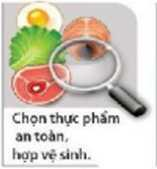 Chọn thực phẩm
an toàn,
hợp vệ sinh.